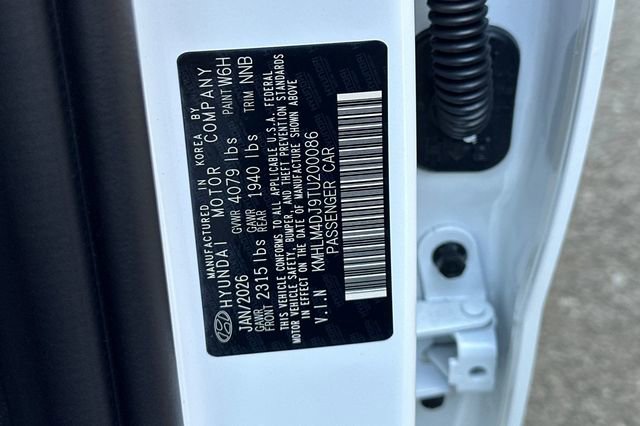 MANUFACTURED IN KOREA BY
HYUNDAI MOTOR COMPANY
JAN/2026 GVWR 4079 lbs PAINT W6H
GAWR FRONT 2315 lbs GAWR REAR 1940 lbs TRIM NNB
THIS VEHICLE CONFORMS TO ALL APPLICABLE U.S.A. FEDERAL
MOTOR VEHICLE SAFETY, BUMPER, AND THEFT PREVENTION STANDARDS
IN EFFECT ON THE DATE OF MANUFACTURE SHOWN ABOVE
V.I.N KMHLM4DJ9TU200086
PASSENGER CAR